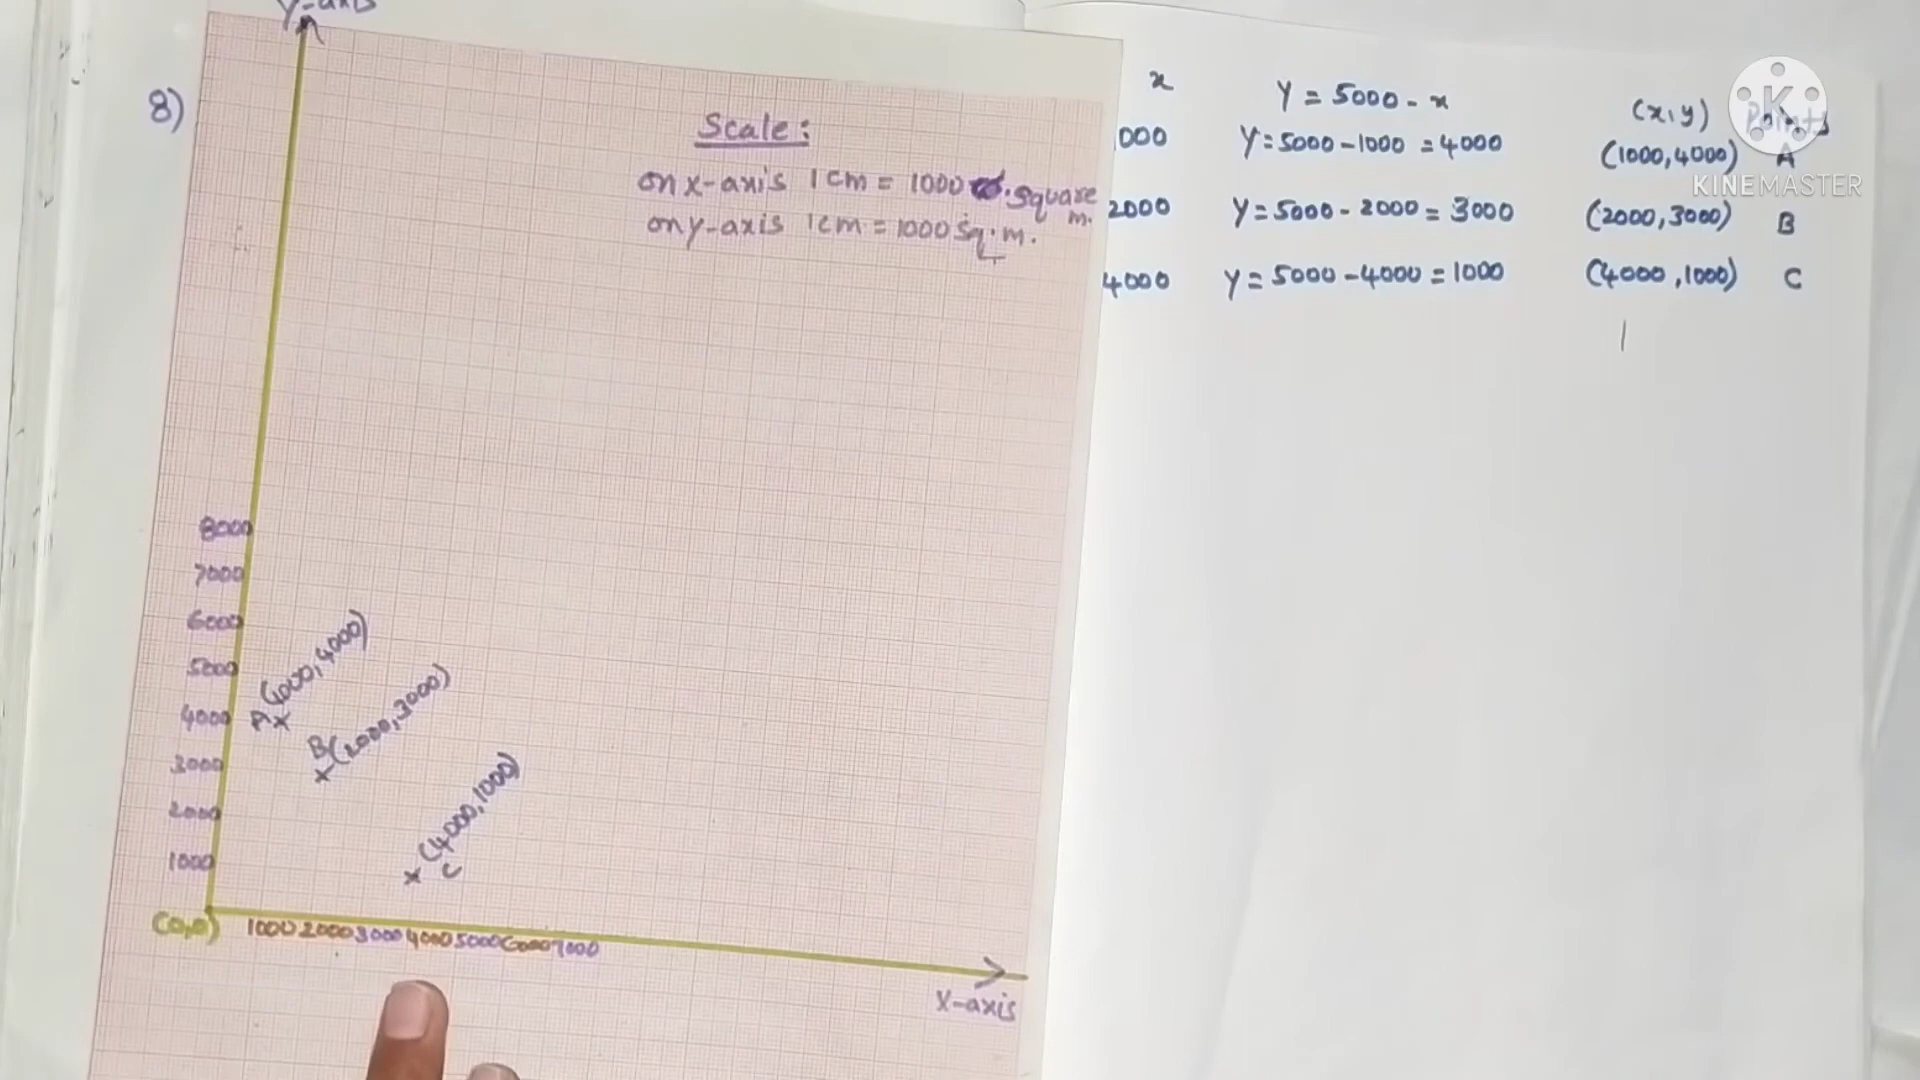 Y-axis
8)
Scale:
on x-axis 1cm = 1000 square
m.
on y-axis 1cm = 1000 sq.m.
8000
7000
6000
5000
4000
3000
2000
1000
A (1000,4000)
B(2000,3000)
(4000,1000)
C
(0,0) 1000 2000 3000 4000 5000 6000 7000
X-axis
x Y = 5000 - x (x,y) Points
000 Y = 5000 - 1000 = 4000 (1000,4000) A
2000 Y = 5000 - 2000 = 3000 (2000,3000) B
4000 Y = 5000 - 4000 = 1000 (4000,1000) C
K
KINEMASTER